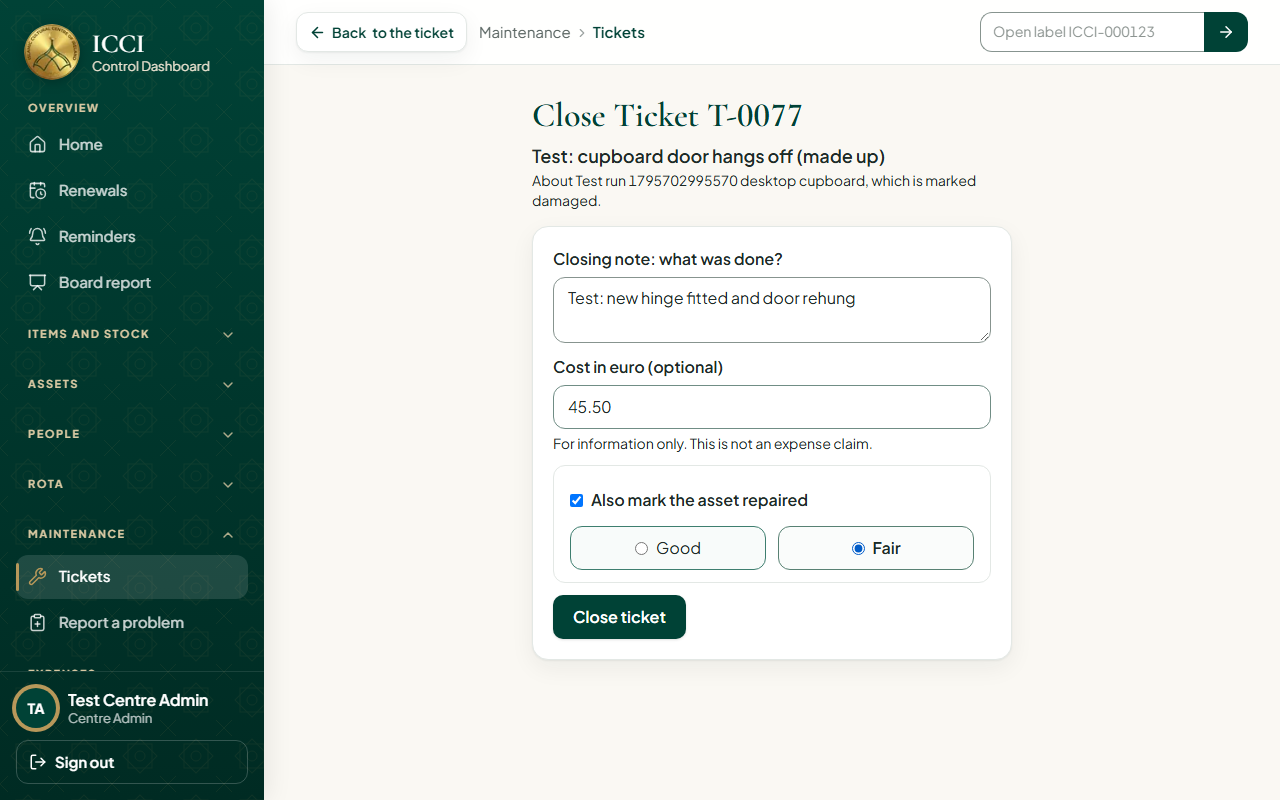 ICCI
Control Dashboard
OVERVIEW
Home
Renewals
Reminders
Board report
ITEMS AND STOCK
ASSETS
PEOPLE
ROTA
MAINTENANCE
Tickets
Report a problem
TA
Test Centre Admin
Centre Admin
Sign out
Back to the ticket
Maintenance
Tickets
Open label ICCI-000123
Close Ticket T-0077
Test: cupboard door hangs off (made up)
About Test run 1795702995570 desktop cupboard, which is marked
damaged.
Closing note: what was done?
Test: new hinge fitted and door rehung
Cost in euro (optional)
45.50
For information only. This is not an expense claim.
Also mark the asset repaired
Good
Fair
Close ticket